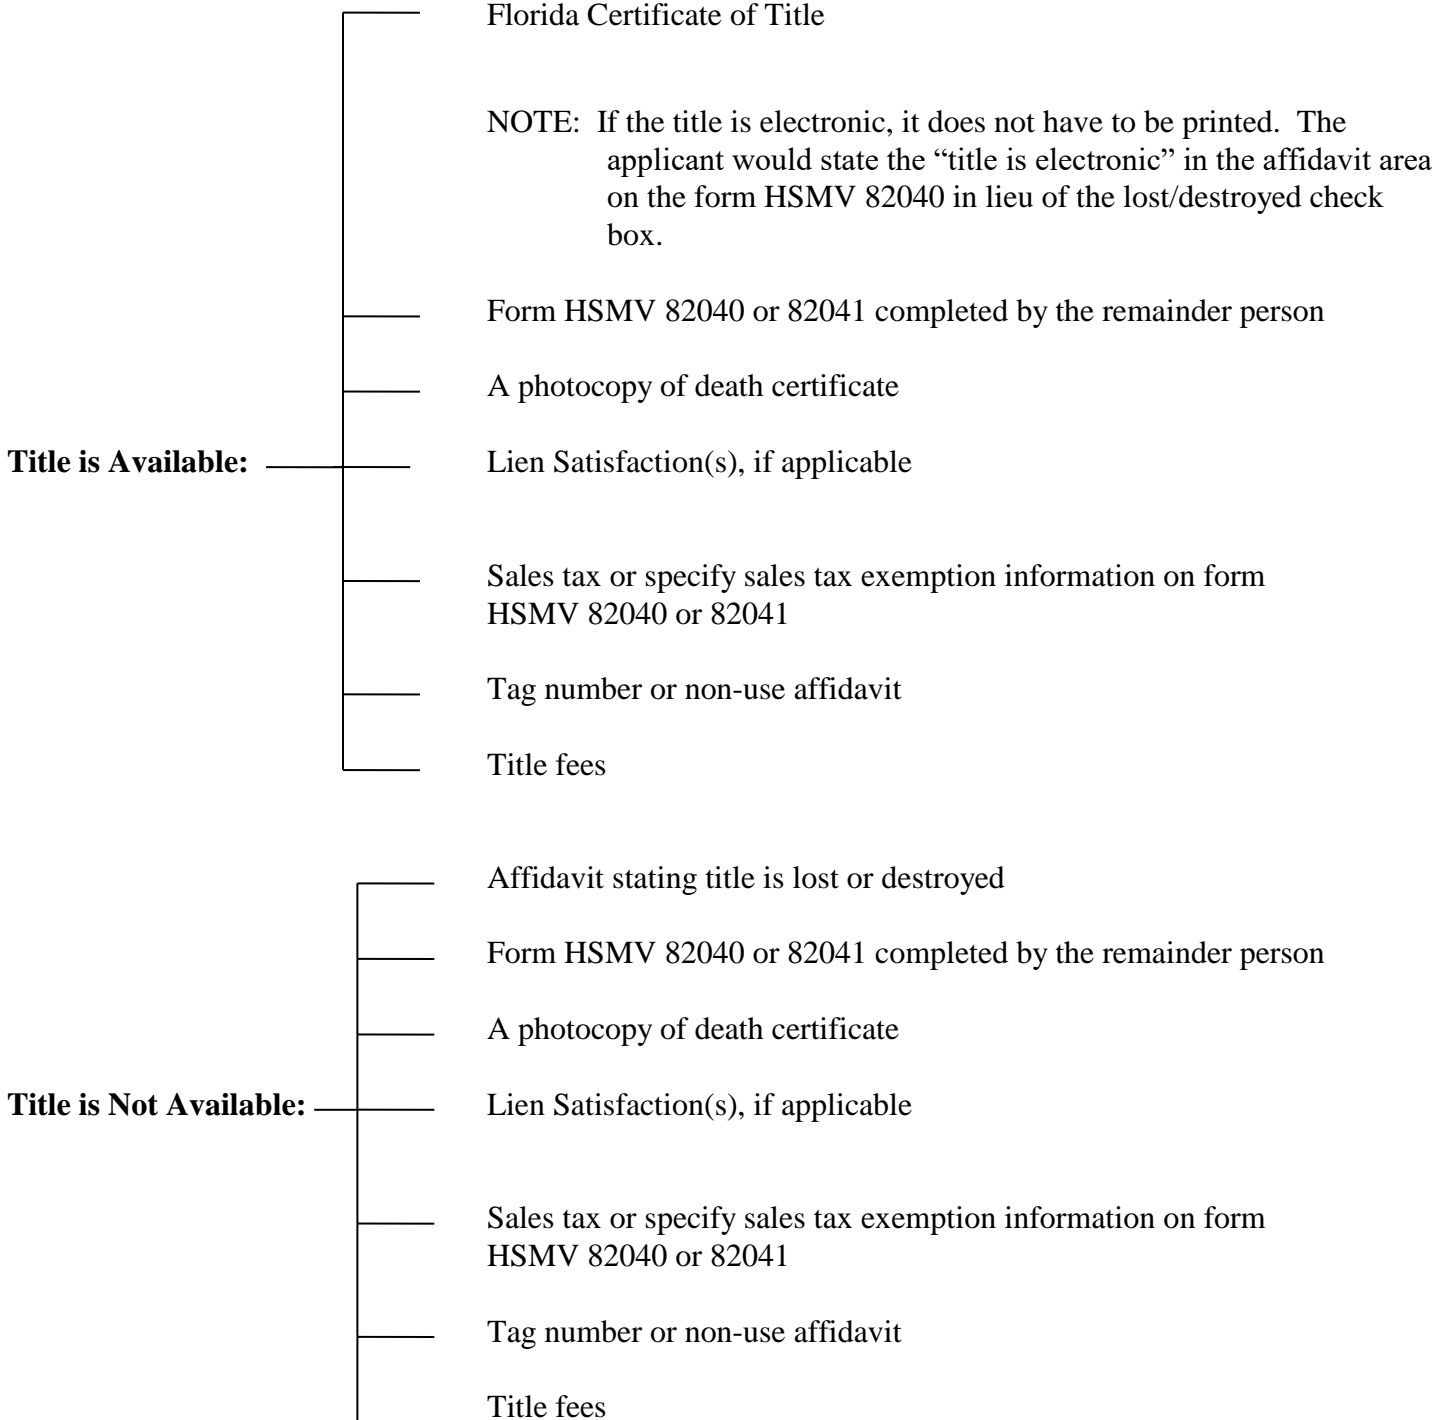 Florida Certificate of Title
NOTE: If the title is electronic, it does not have to be printed. The
applicant would state the “title is electronic” in the affidavit area
on the form HSMV 82040 in lieu of the lost/destroyed check
box.
Form HSMV 82040 or 82041 completed by the remainder person
A photocopy of death certificate
Title is Available:
Lien Satisfaction(s), if applicable
Sales tax or specify sales tax exemption information on form
HSMV 82040 or 82041
Tag number or non-use affidavit
Title fees
Affidavit stating title is lost or destroyed
Form HSMV 82040 or 82041 completed by the remainder person
A photocopy of death certificate
Title is Not Available:
Lien Satisfaction(s), if applicable
Sales tax or specify sales tax exemption information on form
HSMV 82040 or 82041
Tag number or non-use affidavit
Title fees